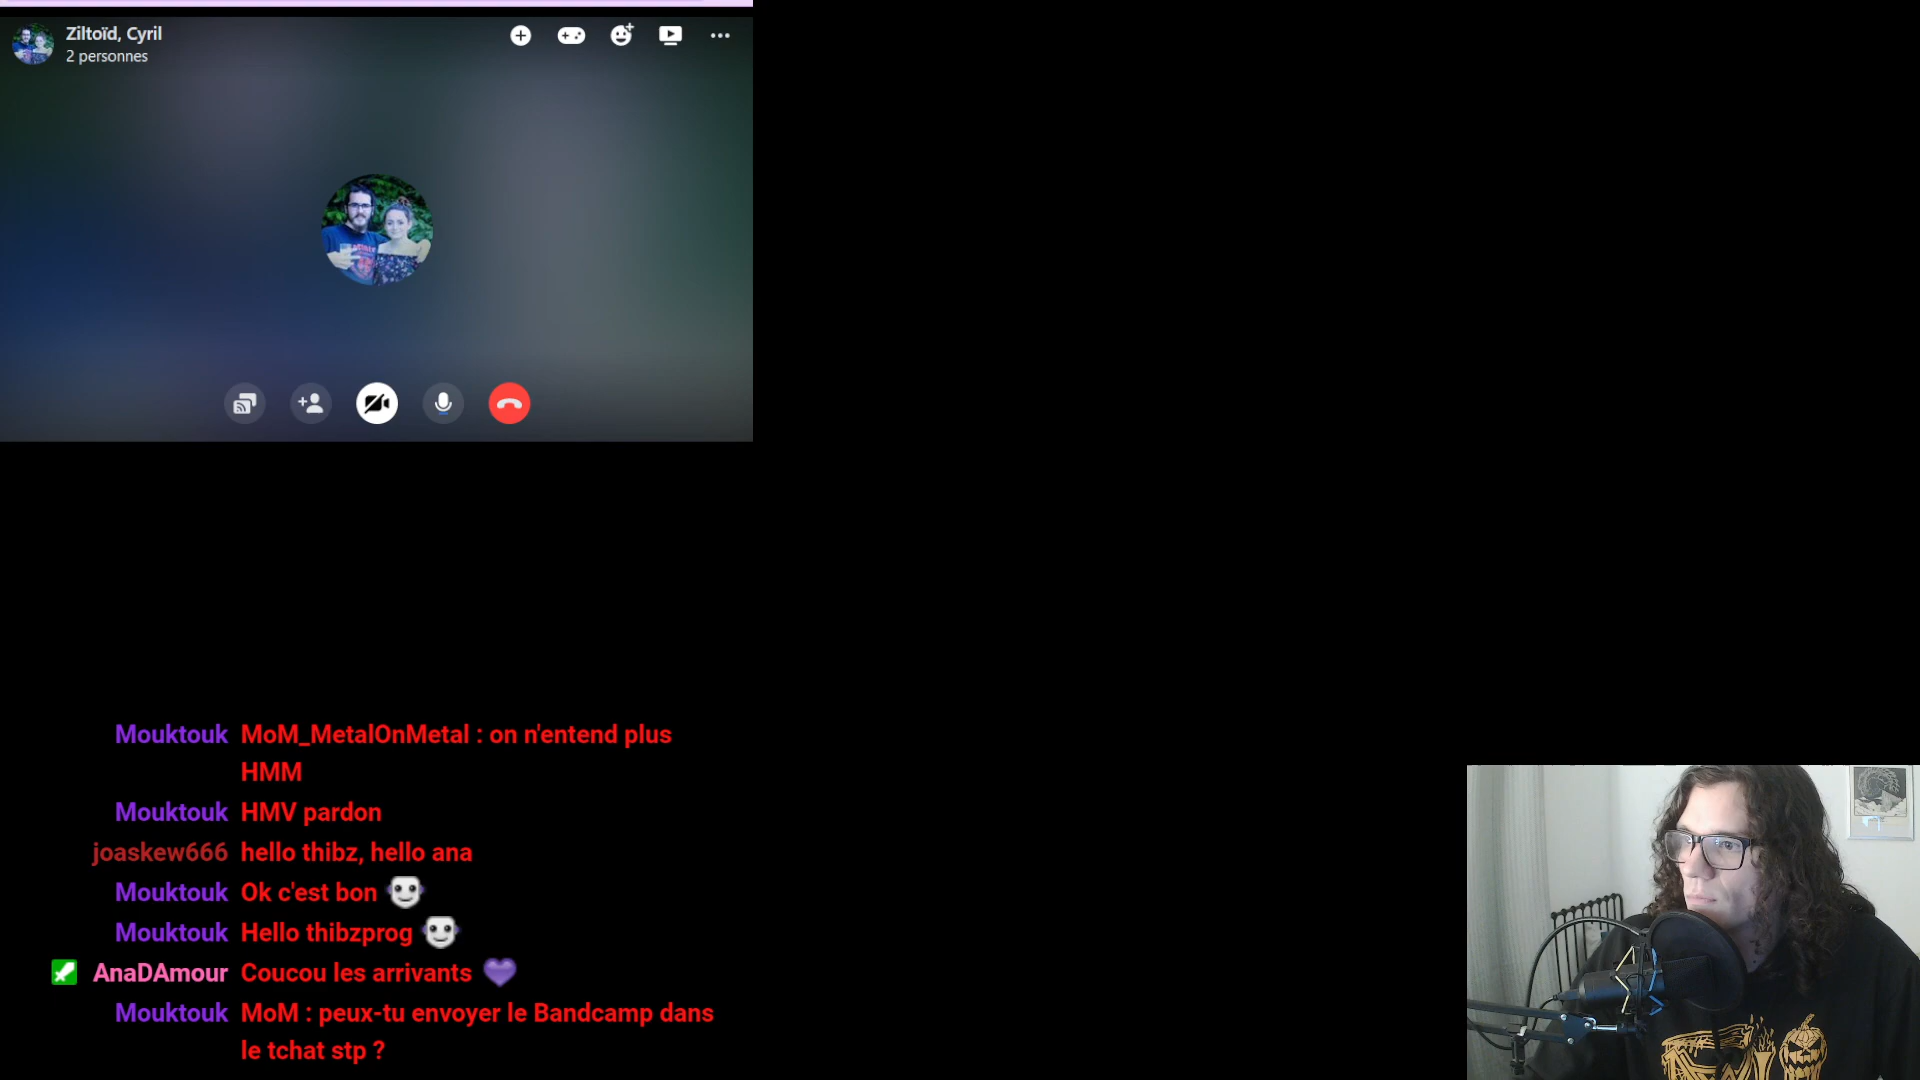 Ziltoïd, Cyril
2 personnes
Mouktouk MoM_MetalOnMetal : on n'entend plus
HMM
Mouktouk HMV pardon
joaskew666 hello thibz, hello ana
Mouktouk Ok c'est bon
Mouktouk Hello thibzprog
AnaDAmour Coucou les arrivants
Mouktouk MoM : peux-tu envoyer le Bandcamp dans
le tchat stp ?